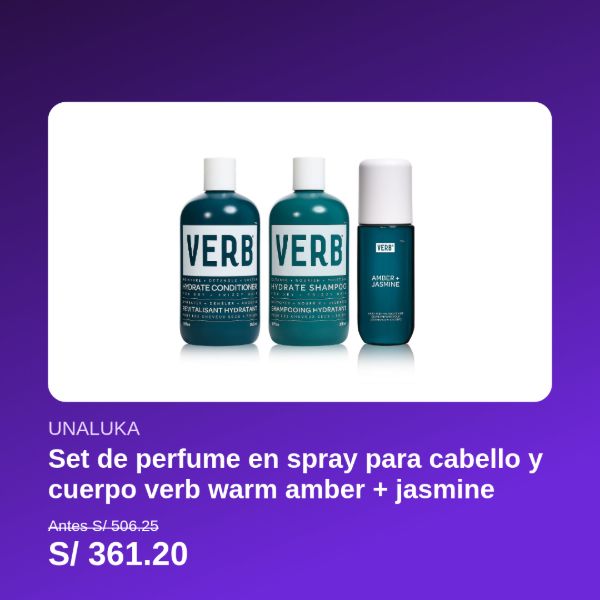 VERB
HYDRATE CONDITIONER
REVITALISANT HYDRATANT
VERB
HYDRATE SHAMPOO
SHAMPOOING HYDRATANT
VERB
AMBER +
JASMINE
UNALUKA
Set de perfume en spray para cabello y
cuerpo verb warm amber + jasmine
Antes S/ 506.25
S/ 361.20